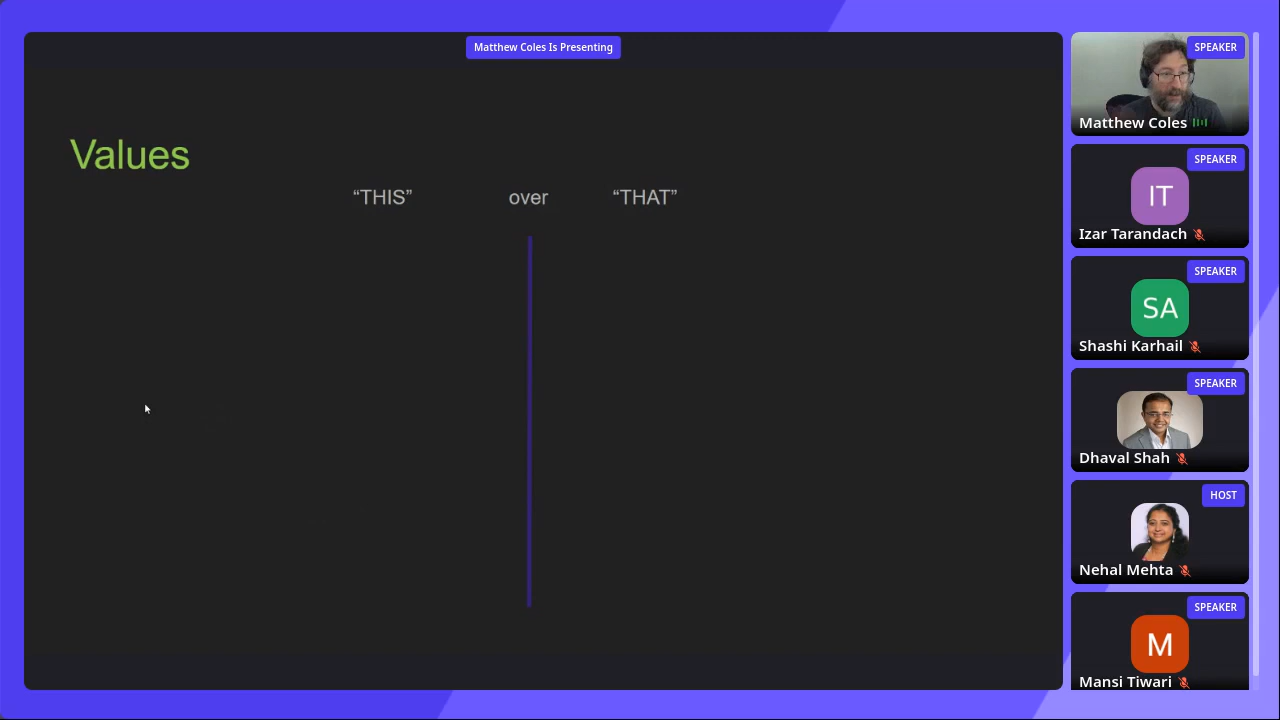 Matthew Coles Is Presenting
Values
“THIS” over “THAT”
SPEAKER
Matthew Coles
SPEAKER
IT
Izar Tarandach
SPEAKER
SA
Shashi Karhail
SPEAKER
Dhaval Shah
HOST
Nehal Mehta
SPEAKER
M
Mansi Tiwari